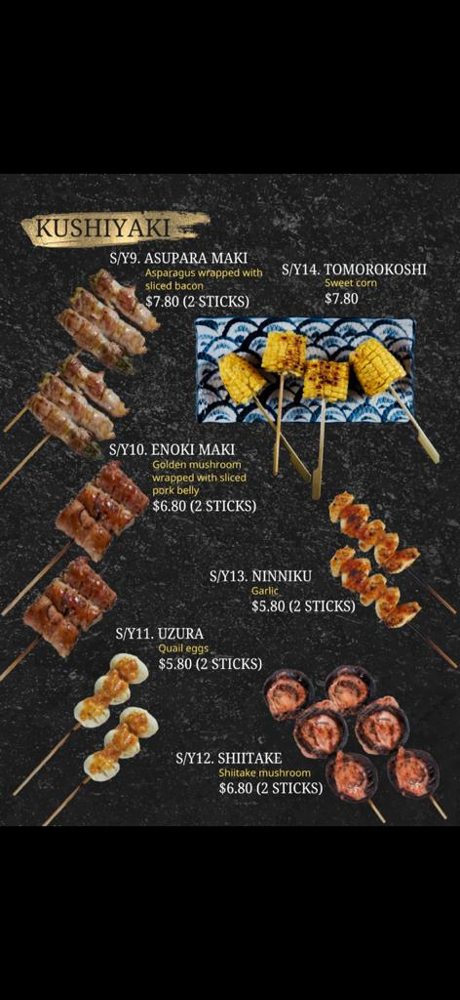 KUSHIYAKI
S/Y9. ASUPARA MAKI
Asparagus wrapped with
sliced bacon
$7.80 (2 STICKS)
S/Y14. TOMOROKOSHI
Sweet corn
$7.80
S/Y10. ENOKI MAKI
Golden mushroom
wrapped with sliced
pork belly
$6.80 (2 STICKS)
S/Y13. NINNIKU
Garlic
$5.80 (2 STICKS)
S/Y11. UZURA
Quail eggs
$5.80 (2 STICKS)
S/Y12. SHIITAKE
Shiitake mushroom
$6.80 (2 STICKS)